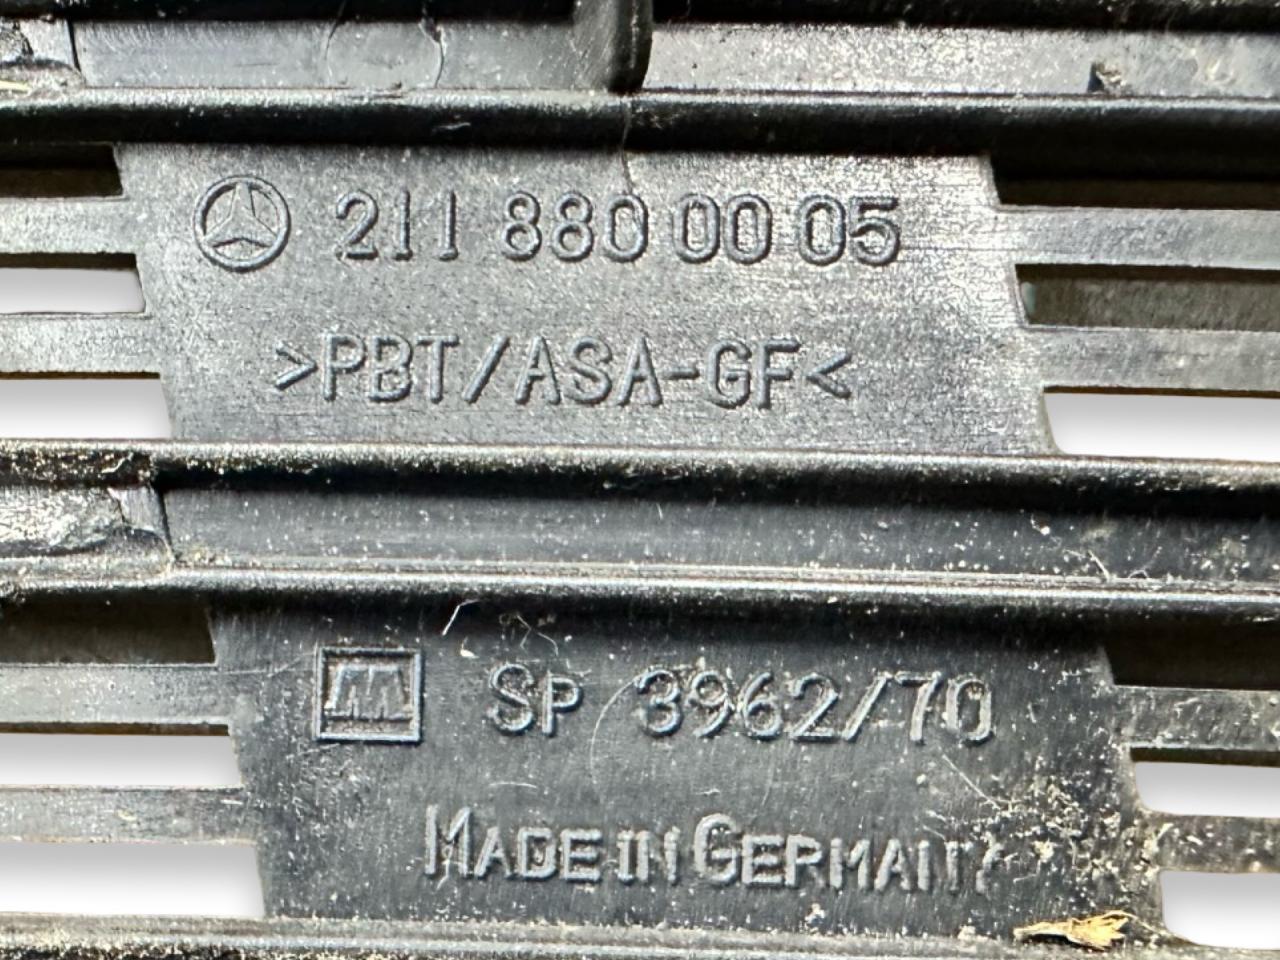 211 880 00 05
>PBT/ASA-GF<
SP 3962/70
MADE IN GERMANY